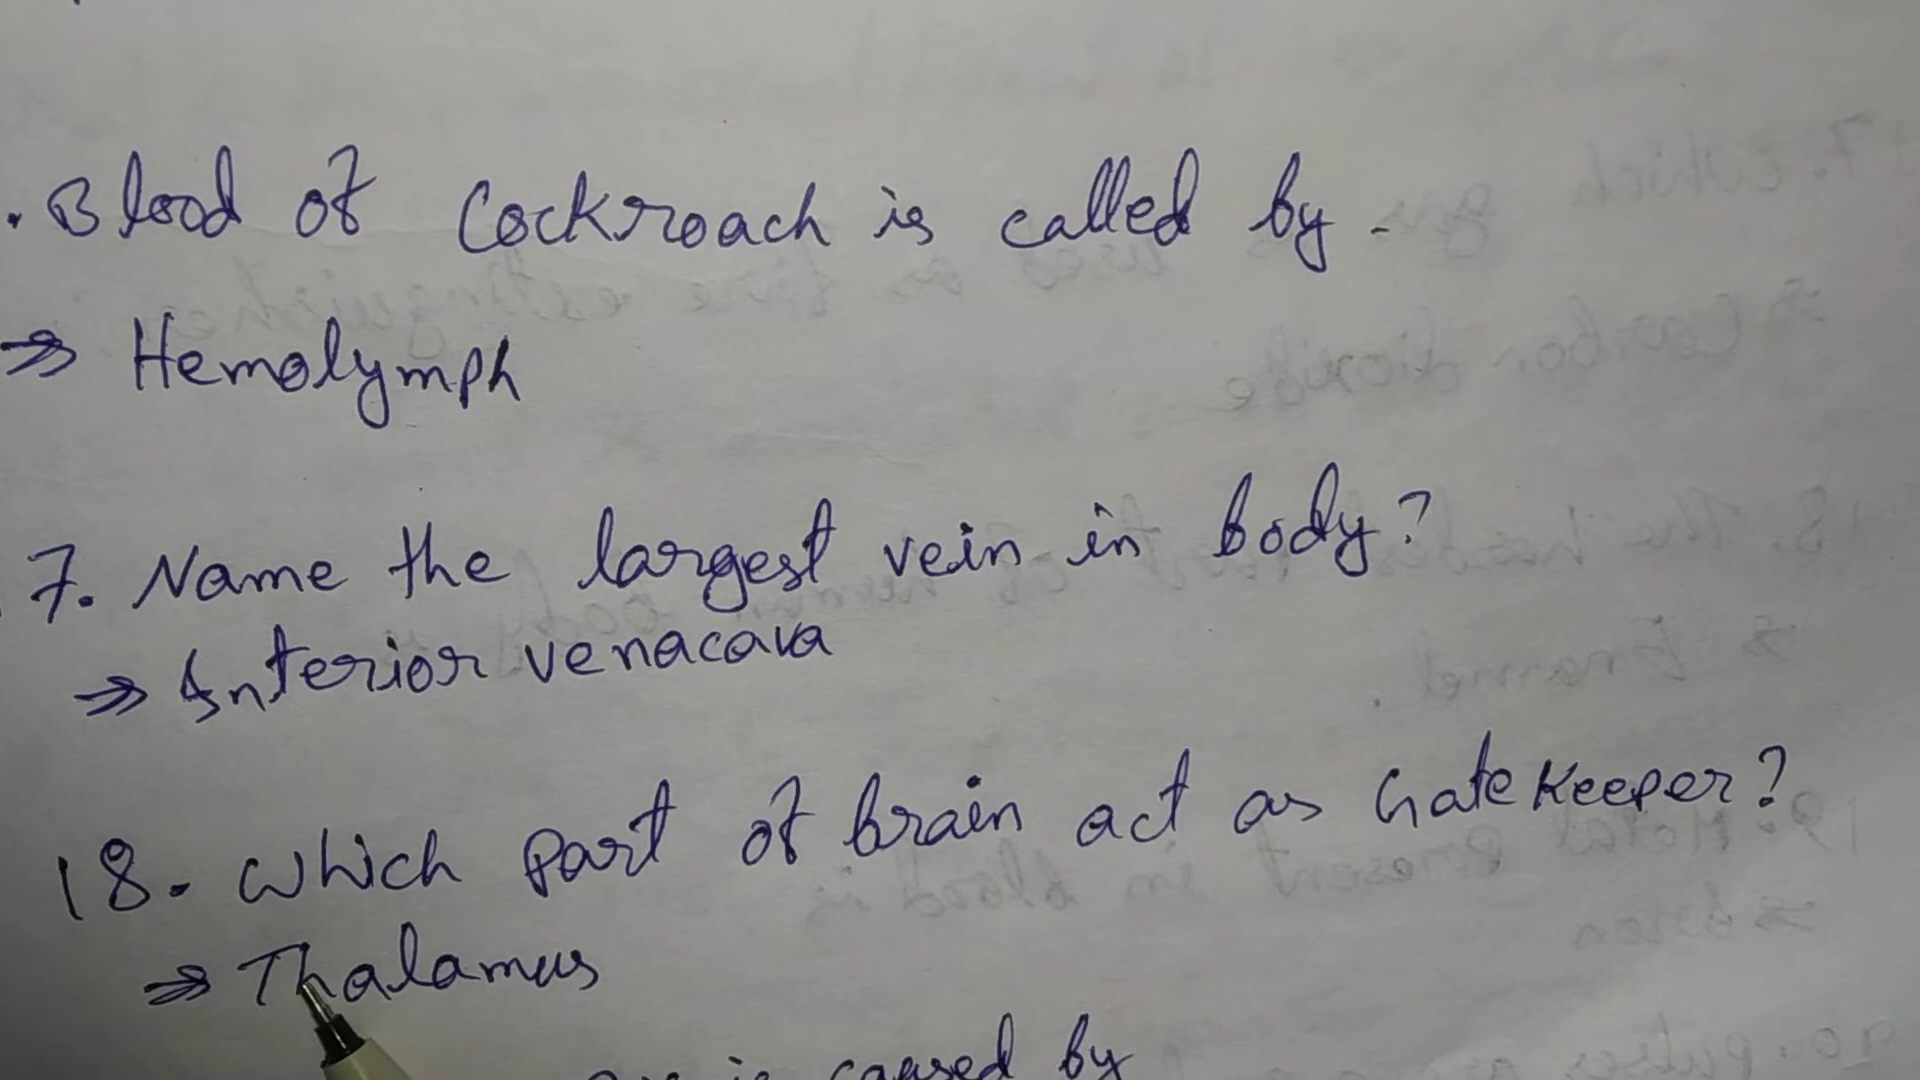 . Blood of Cockroach is called by -
⇒ Hemolymph
7. Name the largest vein in body?
⇒ Interior venacava
18. Which part of brain act as Gate Keeper?
⇒ Thalamus
is caused by